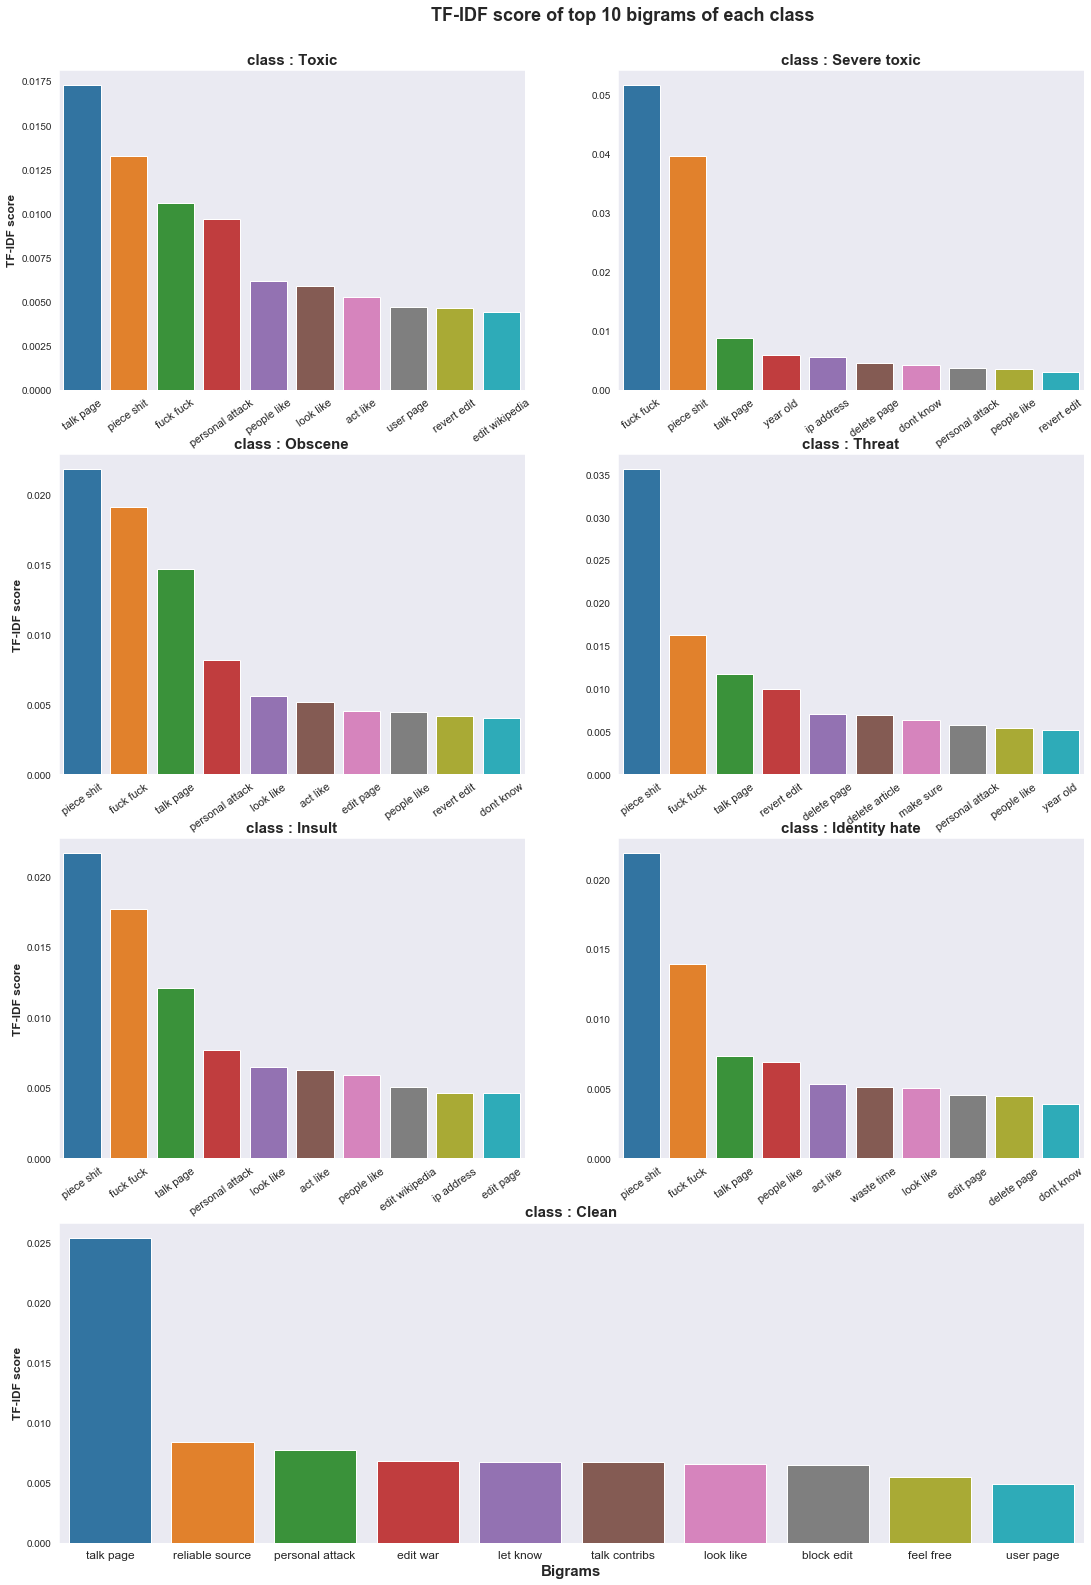 TF-IDF score of top 10 bigrams of each class
class : Toxic
TF-IDF score
0.0175
0.0150
0.0125
0.0100
0.0075
0.0050
0.0025
0.0000
talk page
piece shit
fuck fuck
personal attack
people like
look like
act like
user page
revert edit
edit wikipedia
class : Severe toxic
0.05
0.04
0.03
0.02
0.01
0.00
fuck fuck
piece shit
talk page
year old
ip address
delete page
dont know
personal attack
people like
revert edit
class : Obscene
TF-IDF score
0.020
0.015
0.010
0.005
0.000
piece shit
fuck fuck
talk page
personal attack
look like
act like
edit page
people like
revert edit
dont know
class : Threat
0.035
0.030
0.025
0.020
0.015
0.010
0.005
0.000
piece shit
fuck fuck
talk page
revert edit
delete page
delete article
make sure
personal attack
people like
year old
class : Insult
TF-IDF score
0.020
0.015
0.010
0.005
0.000
piece shit
fuck fuck
talk page
personal attack
look like
act like
people like
edit wikipedia
ip address
edit page
class : Identity hate
0.020
0.015
0.010
0.005
0.000
piece shit
fuck fuck
talk page
people like
act like
waste time
look like
edit page
delete page
dont know
class : Clean
TF-IDF score
0.025
0.020
0.015
0.010
0.005
0.000
talk page
reliable source
personal attack
edit war
let know
talk contribs
look like
block edit
feel free
user page
Bigrams